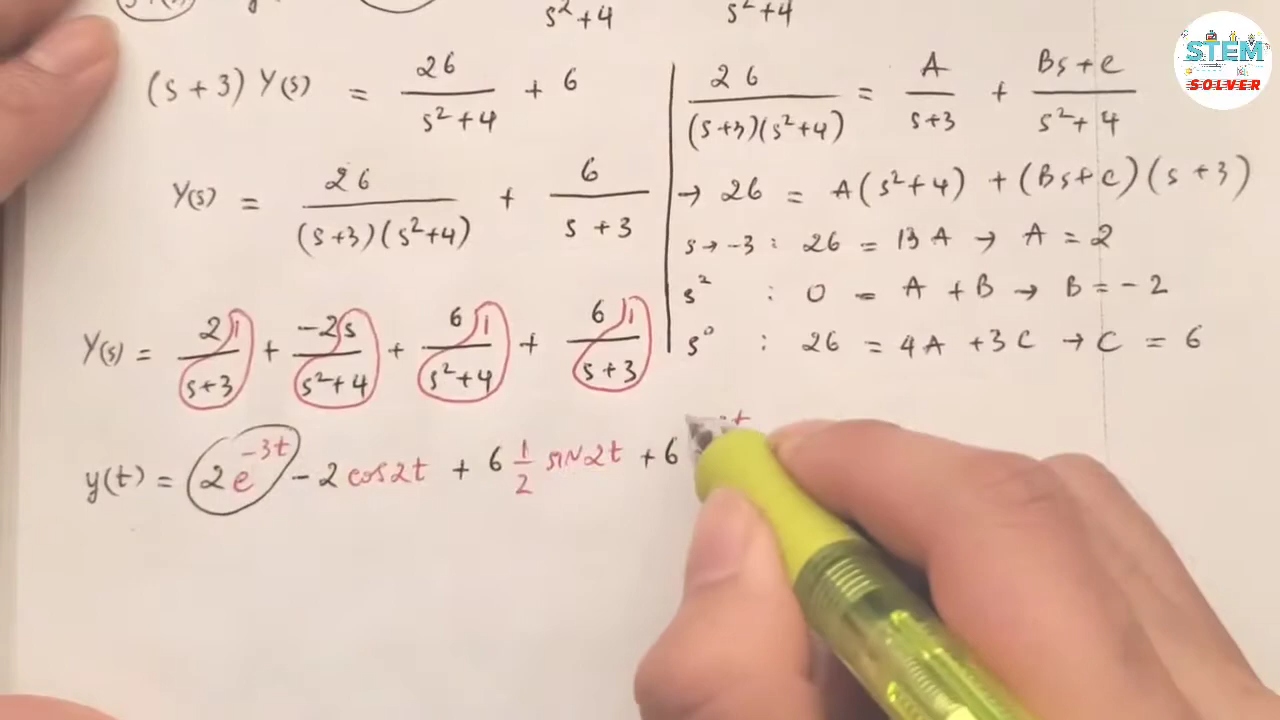 s²+4 s²+4
(s+3) Y(s) = 26/(s²+4) + 6
Y(s) = 26/((s+3)(s²+4)) + 6/(s+3)
26/((s+3)(s²+4)) = A/(s+3) + (Bs+c)/(s²+4)
→ 26 = A(s²+4) + (Bs+c)(s+3)
s→-3 : 26 = 13A → A = 2
s² : 0 = A + B → B = -2
s⁰ : 26 = 4A + 3C → C = 6
Y(s) = 2 1/(s+3) + -2s/(s²+4) + 6 1/(s²+4) + 6 1/(s+3)
y(t) = 2e^-3t - 2 cos2t + 6 1/2 sin2t + 6
STEM
SOLVER